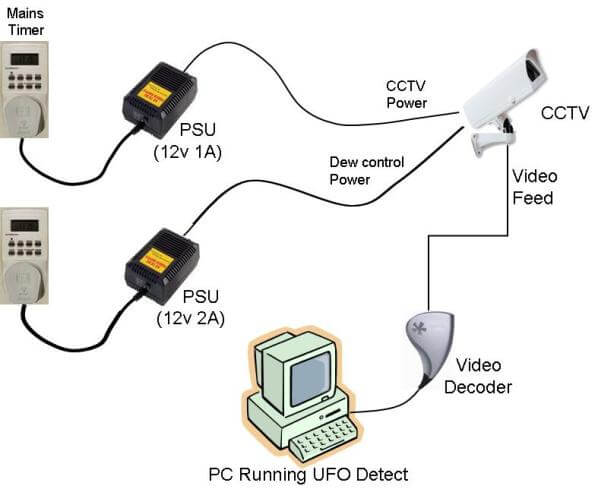 Mains
Timer
PSU
(12v 1A)
CCTV
Power
CCTV
Dew control
Power
Video
Feed
PSU
(12v 2A)
Video
Decoder
PC Running UFO Detect